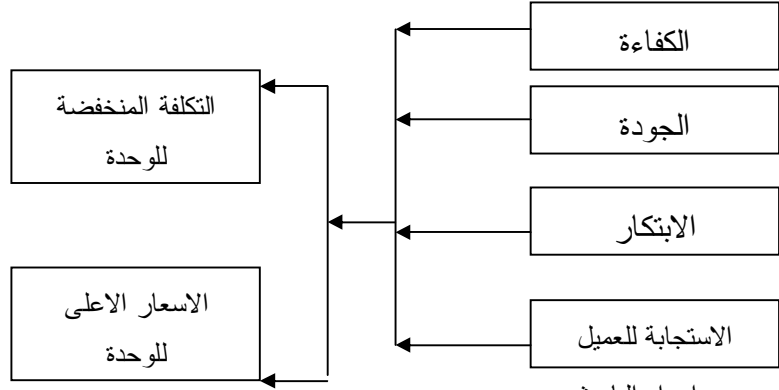 الكفاءة
الجودة
الابتكار
الاستجابة للعميل
التكلفة المنخفضة
للوحدة
الاسعار الاعلى
للوحدة